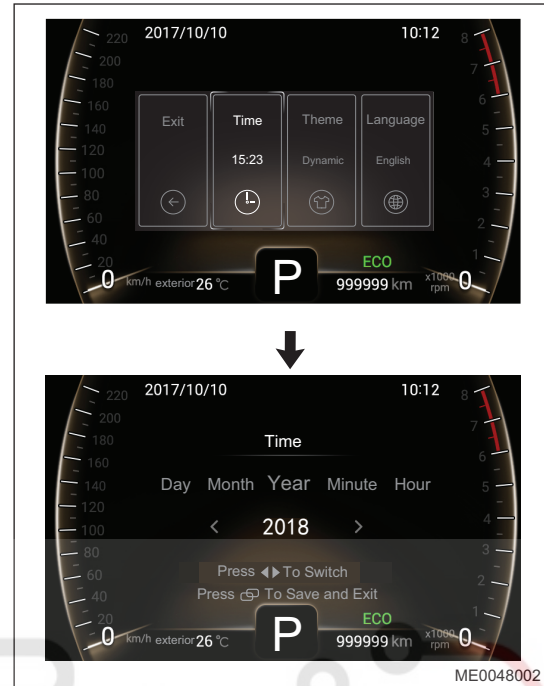 2017/10/10 10:12
220
200
180
160
140
120
100
80
60
40
20
0 km/h
8
7
6
5
4
3
2
1
0 x1000 rpm
Exit Time Theme Language
15:23 Dynamic English
exterior 26 °C P ECO 999999 km
2017/10/10 10:12
220
200
180
160
140
120
100
80
60
40
20
0 km/h
8
7
6
5
4
3
2
1
0 x1000 rpm
Time
Day Month Year Minute Hour
< 2018 >
Press ◀▶ To Switch
Press To Save and Exit
exterior 26 °C P ECO 999999 km
ME0048002